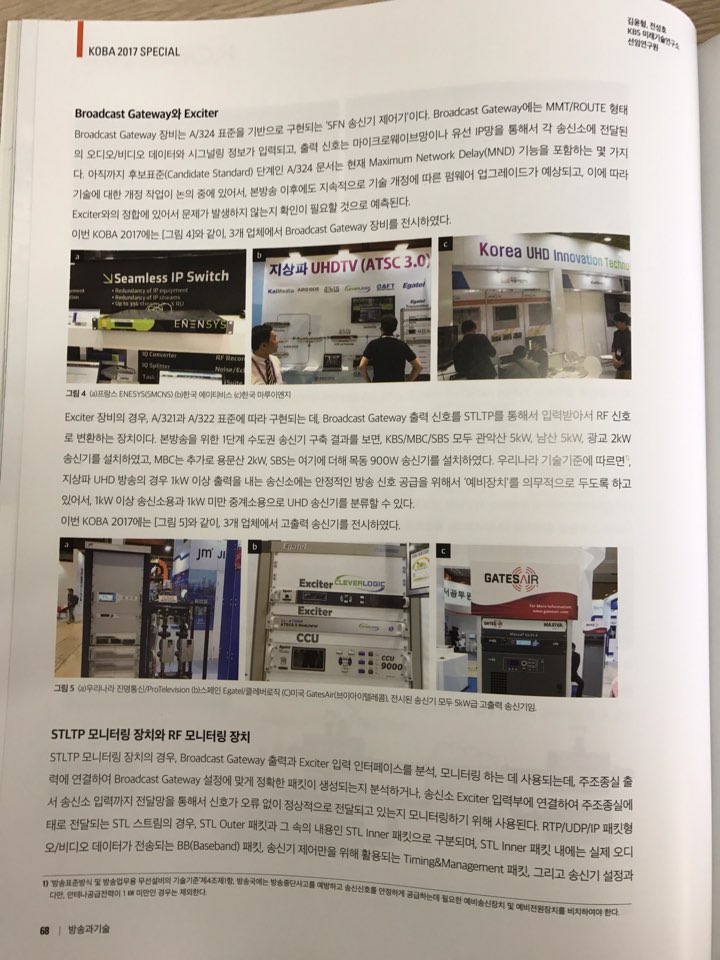 KOBA 2017 SPECIAL
김윤형, 전성호
KBS 미래기술연구소
선임연구원
Broadcast Gateway와 Exciter
Broadcast Gateway 장비는 A/324 표준을 기반으로 구현되는 'SFN 송신기 제어기'이다. Broadcast Gateway에는 MMT/ROUTE 형태
의 오디오/비디오 데이터와 시그널링 정보가 입력되고, 출력 신호는 마이크로웨이브망이나 유선 IP망을 통해서 각 송신소에 전달된
다. 아직까지 후보표준(Candidate Standard) 단계인 A/324 문서는 현재 Maximum Network Delay(MND) 기능을 포함하는 몇 가지
기술에 대한 개정 작업이 논의 중에 있어서, 본방송 이후에도 지속적으로 기술 개정에 따른 펌웨어 업그레이드가 예상되고, 이에 따라
Exciter와의 정합에 있어서 문제가 발생하지 않는지 확인이 필요할 것으로 예측된다.
이번 KOBA 2017에는 [그림 4]와 같이, 3개 업체에서 Broadcast Gateway 장비를 전시하였다.
a
Seamless IP Switch
• Redundancy of IP equipment
• Redundancy of IP streams
ENENSYS
IQ Converter
IQ Splitter
RF Recor
Noise/Ec
b
지상파 UHDTV (ATSC 3.0)
KaiMedia
DAFT
Egatel
c
Korea UHD Innovation Techno
그림 4 (a)프랑스 ENESYS(SMCNS) (b)한국 에이티비스 (c)한국 마루이엔지
Exciter 장비의 경우, A/321과 A/322 표준에 따라 구현되는 데, Broadcast Gateway 출력 신호를 STLTP를 통해서 입력받아서 RF 신호
로 변환하는 장치이다. 본방송을 위한 1단계 수도권 송신기 구축 결과를 보면, KBS/MBC/SBS 모두 관악산 5kW, 남산 5kW, 광교 2kW
송신기를 설치하였고, MBC는 추가로 용문산 2kW, SBS는 여기에 더해 목동 900W 송신기를 설치하였다. 우리나라 기술기준에 따르면1),
지상파 UHD 방송의 경우 1kW 이상 출력을 내는 송신소에는 안정적인 방송 신호 공급을 위해서 '예비장치'를 의무적으로 두도록 하고
있어서, 1kW 이상 송신소용과 1kW 미만 중계소용으로 UHD 송신기를 분류할 수 있다.
이번 KOBA 2017에는 [그림 5]와 같이, 3개 업체에서 고출력 송신기를 전시하였다.
a
jm JI
b
Egatel
Exciter
CLEVERLOGIC
Exciter
CCU
Egatel
CCU
9000
c
GATESAIR
For More Information:
www.gatesair.com
GATESAIR
MAXIVA
그림 5 (a)우리나라 진명통신/ProTelevision (b)스페인 Egatel/클레버로직 (C)미국 GatesAir(브이아이텔레콤), 전시된 송신기 모두 5kW급 고출력 송신기임.
STLTP 모니터링 장치와 RF 모니터링 장치
STLTP 모니터링 장치의 경우, Broadcast Gateway 출력과 Exciter 입력 인터페이스를 분석, 모니터링 하는 데 사용되는데, 주조종실 출
력에 연결하여 Broadcast Gateway 설정에 맞게 정확한 패킷이 생성되는지 분석하거나, 송신소 Exciter 입력부에 연결하여 주조종실에
서 송신소 입력까지 전달망을 통해서 신호가 오류 없이 정상적으로 전달되고 있는지 모니터링하기 위해 사용된다. RTP/UDP/IP 패킷형
태로 전달되는 STL 스트림의 경우, STL Outer 패킷과 그 속의 내용인 STL Inner 패킷으로 구분되며, STL Inner 패킷 내에는 실제 오디
오/비디오 데이터가 전송되는 BB(Baseband) 패킷, 송신기 제어만을 위해 활용되는 Timing&Management 패킷, 그리고 송신기 설정과
1) '방송표준방식 및 방송업무용 무선설비의 기술기준'제4조제1항, 방송국에는 방송중단사고를 예방하고 송신신호를 안정하게 공급하는데 필요한 예비송신장치 및 예비전원장치를 비치하여야 한다.
다만, 안테나공급전력이 1 ㎾ 미만인 경우는 제외한다.
68 | 방송과기술